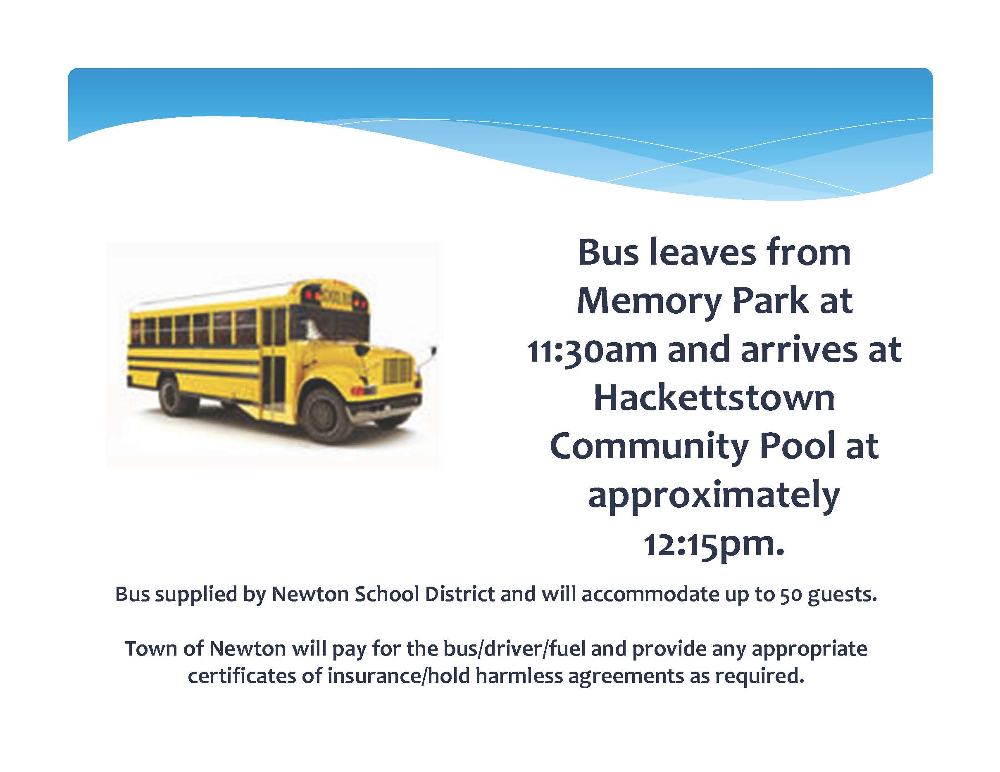 Bus leaves from
Memory Park at
11:30am and arrives at
Hackettstown
Community Pool at
approximately
12:15pm.
Bus supplied by Newton School District and will accommodate up to 50 guests.
Town of Newton will pay for the bus/driver/fuel and provide any appropriate
certificates of insurance/hold harmless agreements as required.